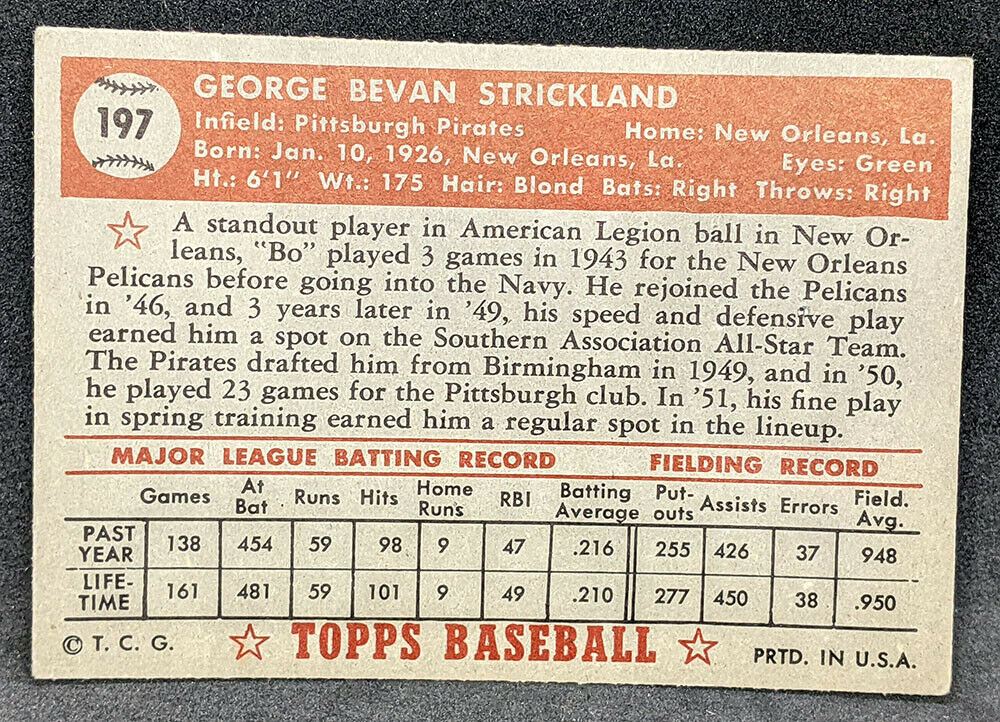 197
GEORGE BEVAN STRICKLAND
Infield: Pittsburgh Pirates Home: New Orleans, La.
Born: Jan. 10, 1926, New Orleans, La. Eyes: Green
Ht.: 6'1" Wt.: 175 Hair: Blond Bats: Right Throws: Right
A standout player in American Legion ball in New Or-
leans, "Bo" played 3 games in 1943 for the New Orleans
Pelicans before going into the Navy. He rejoined the Pelicans
in '46, and 3 years later in '49, his speed and defensive play
earned him a spot on the Southern Association All-Star Team.
The Pirates drafted him from Birmingham in 1949, and in '50,
he played 23 games for the Pittsburgh club. In '51, his fine play
in spring training earned him a regular spot in the lineup.
MAJOR LEAGUE BATTING RECORD FIELDING RECORD
Games At Bat Runs Hits Home Runs RBI Batting Average Put-outs Assists Errors Field. Avg.
PAST YEAR 138 454 59 98 9 47 .216 255 426 37 948
LIFE-TIME 161 481 59 101 9 49 .210 277 450 38 .950
© T. C. G. TOPPS BASEBALL PRTD. IN U.S.A.